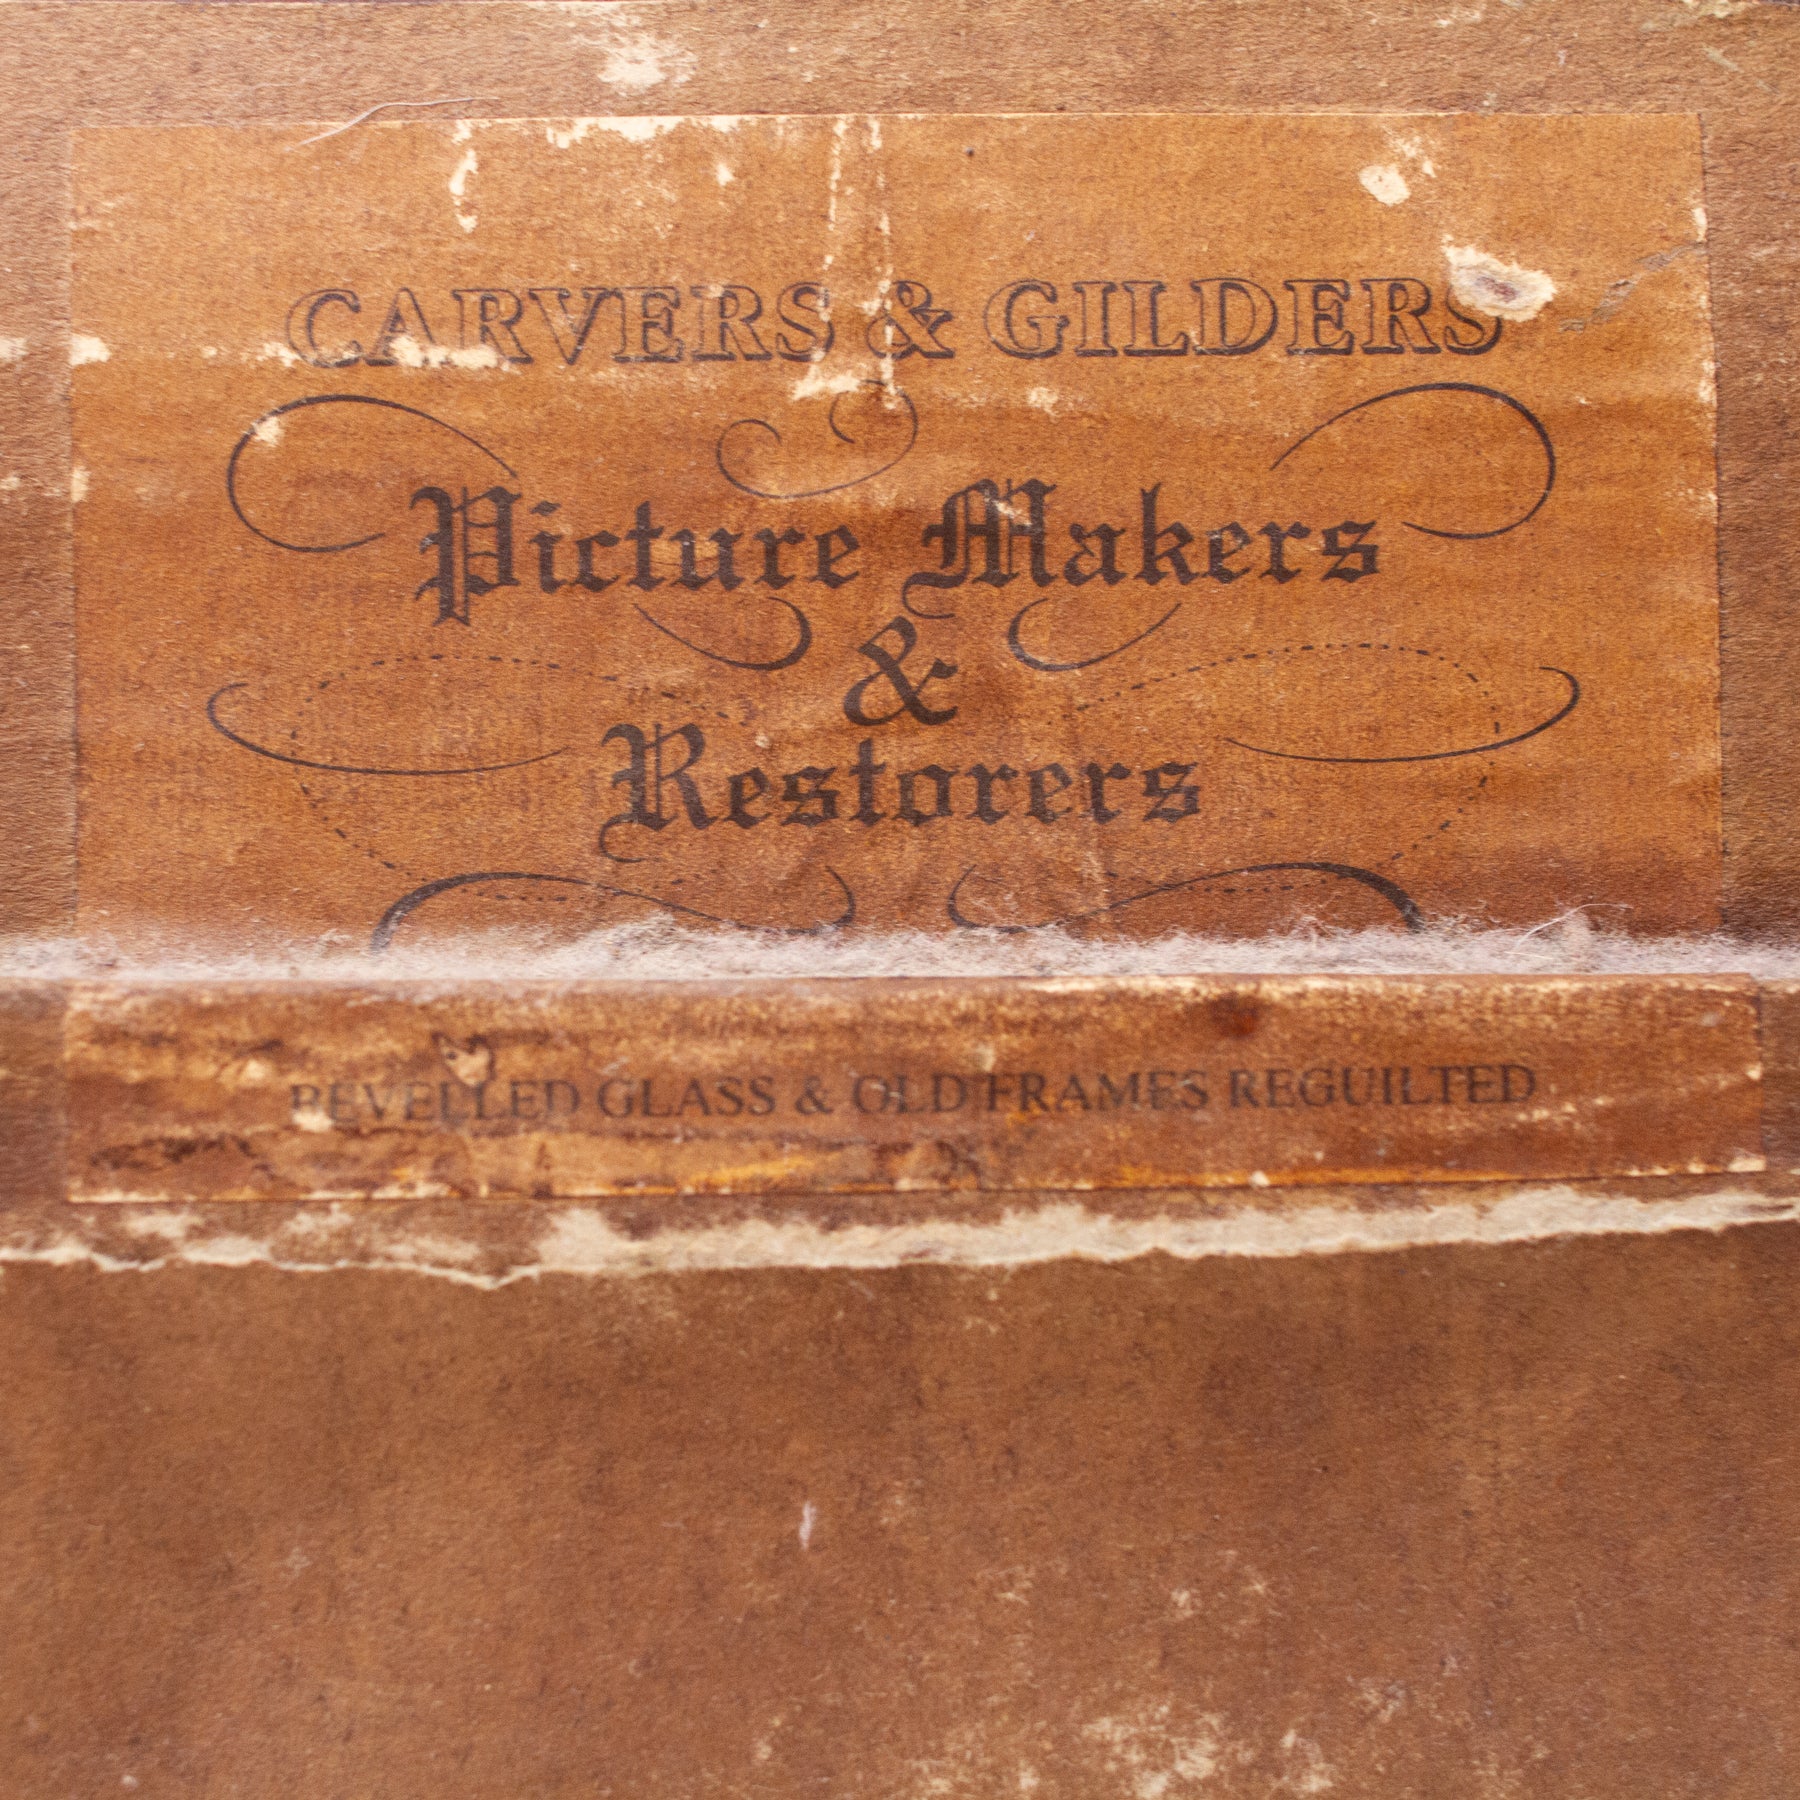 CARVERS & GILDERS
Picture Makers
&
Restorers
BEVELLED GLASS & OLD FRAMES REGUILTED